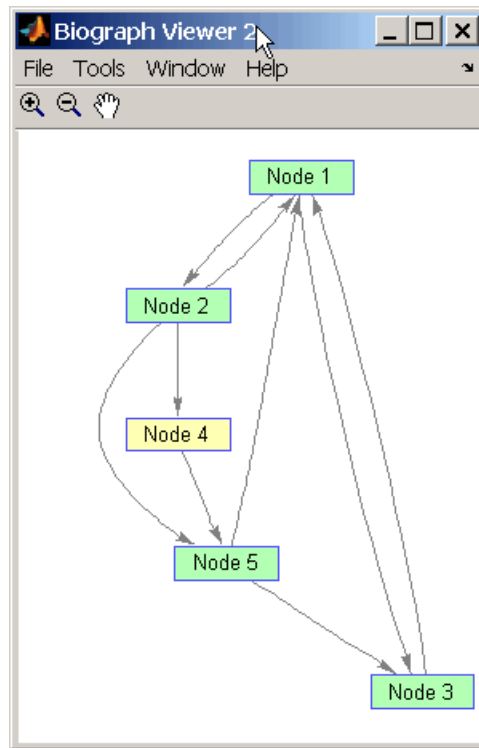 Biograph Viewer 2
File Tools Window Help
Node 1
Node 2
Node 4
Node 5
Node 3